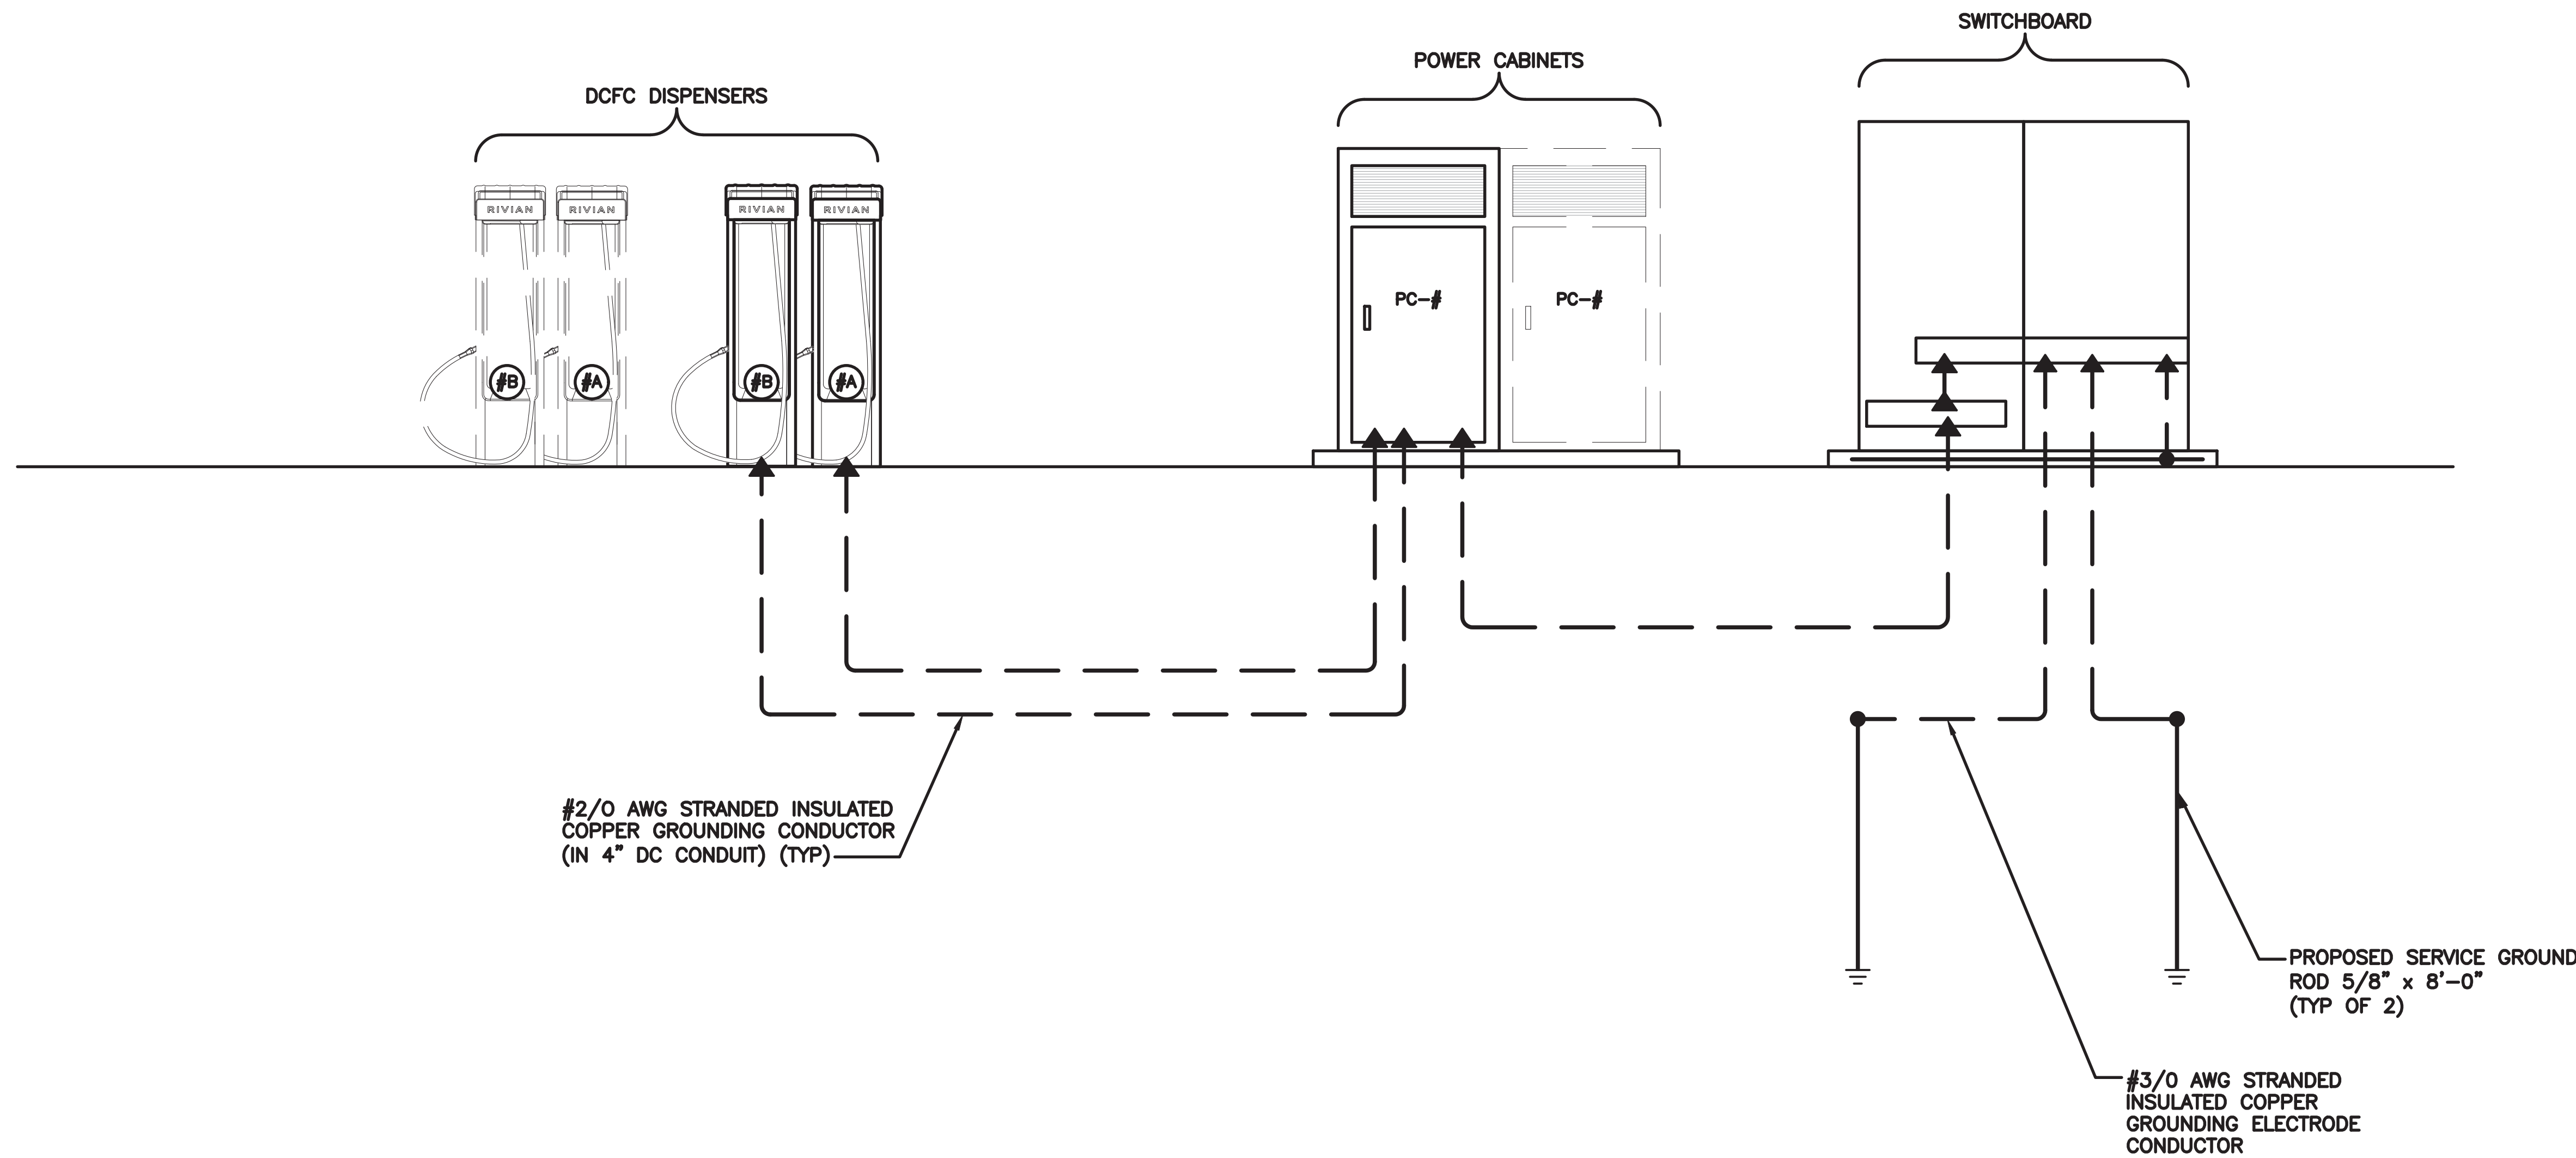 SWITCHBOARD
POWER CABINETS
DCFC DISPENSERS
RIVIAN
RIVIAN
RIVIAN
RIVIAN
PC-#
PC-#
#B
#A
#B
#A
#2/0 AWG STRANDED INSULATED
COPPER GROUNDING CONDUCTOR
(IN 4" DC CONDUIT) (TYP)
PROPOSED SERVICE GROUND
ROD 5/8" x 8'-0"
(TYP OF 2)
#3/0 AWG STRANDED
INSULATED COPPER
GROUNDING ELECTRODE
CONDUCTOR